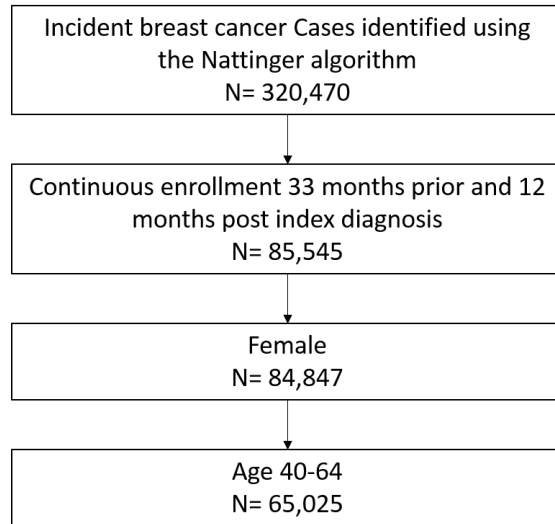 Incident breast cancer Cases identified using
the Nattinger algorithm
N= 320,470
Continuous enrollment 33 months prior and 12
months post index diagnosis
N= 85,545
Female
N= 84,847
Age 40-64
N= 65,025